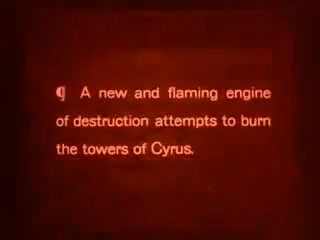 ¶ A new and flaming engine
of destruction attempts to burn
the towers of Cyrus.